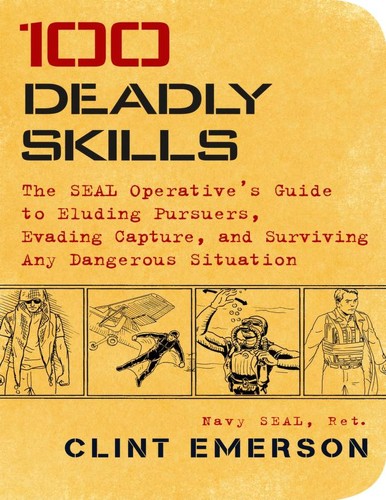 100
DEADLY
SKILLS
The SEAL Operative's Guide
to Eluding Pursuers,
Evading Capture, and Surviving
Any Dangerous Situation
Navy SEAL, Ret.
CLINT EMERSON